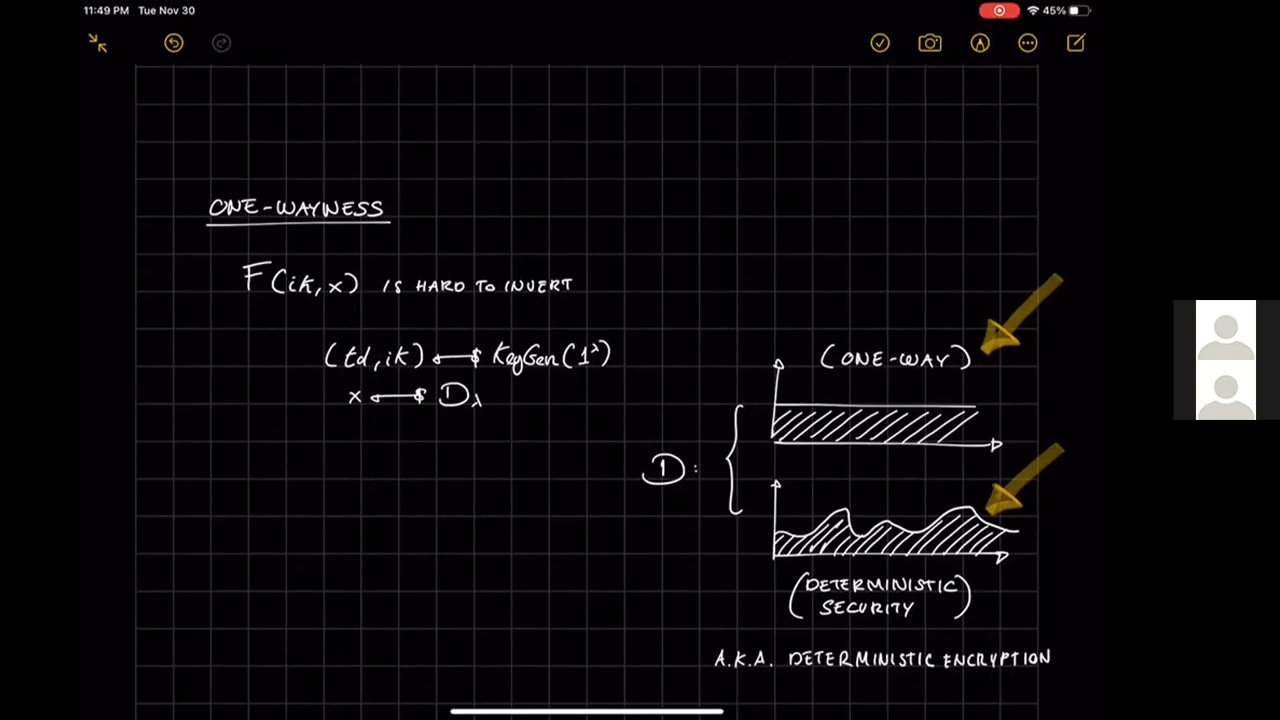 11:49 PM Tue Nov 30
45%
ONE-WAYNESS
F(ik, x) IS HARD TO INVERT
(td, ik) ←$ KeyGen(1^λ)
x ←$ D_λ
(ONE-WAY)
D:
(DETERMINISTIC
SECURITY)
A.K.A. DETERMINISTIC ENCRYPTION